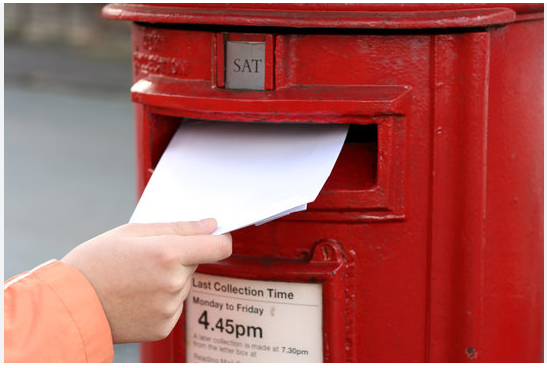 SAT
Last Collection Time
Monday to Friday
4.45pm
A later collection is made at 7.30pm
from the letter box at
Reading